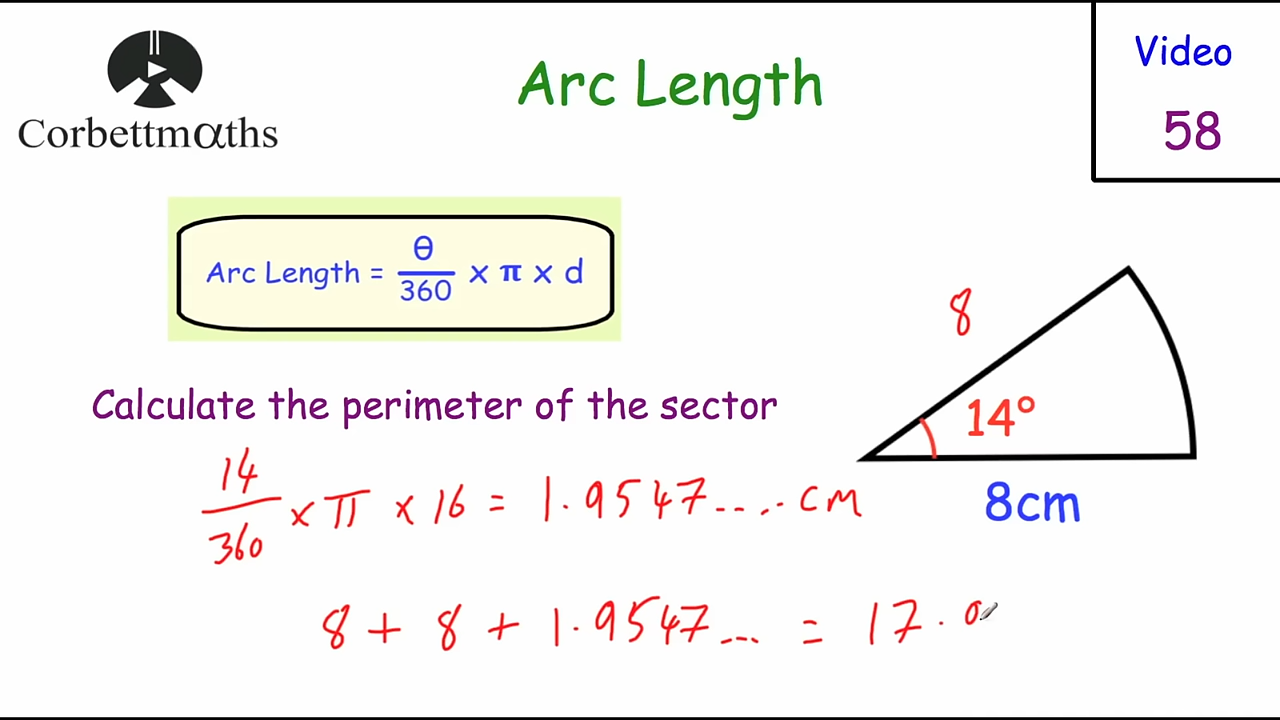 Corbettmαths
Arc Length
Video
58
Arc Length = θ/360 x π x d
8
14°
8cm
Calculate the perimeter of the sector
14/360 x π x 16 = 1.9547.... cm
8 + 8 + 1.9547... = 17.